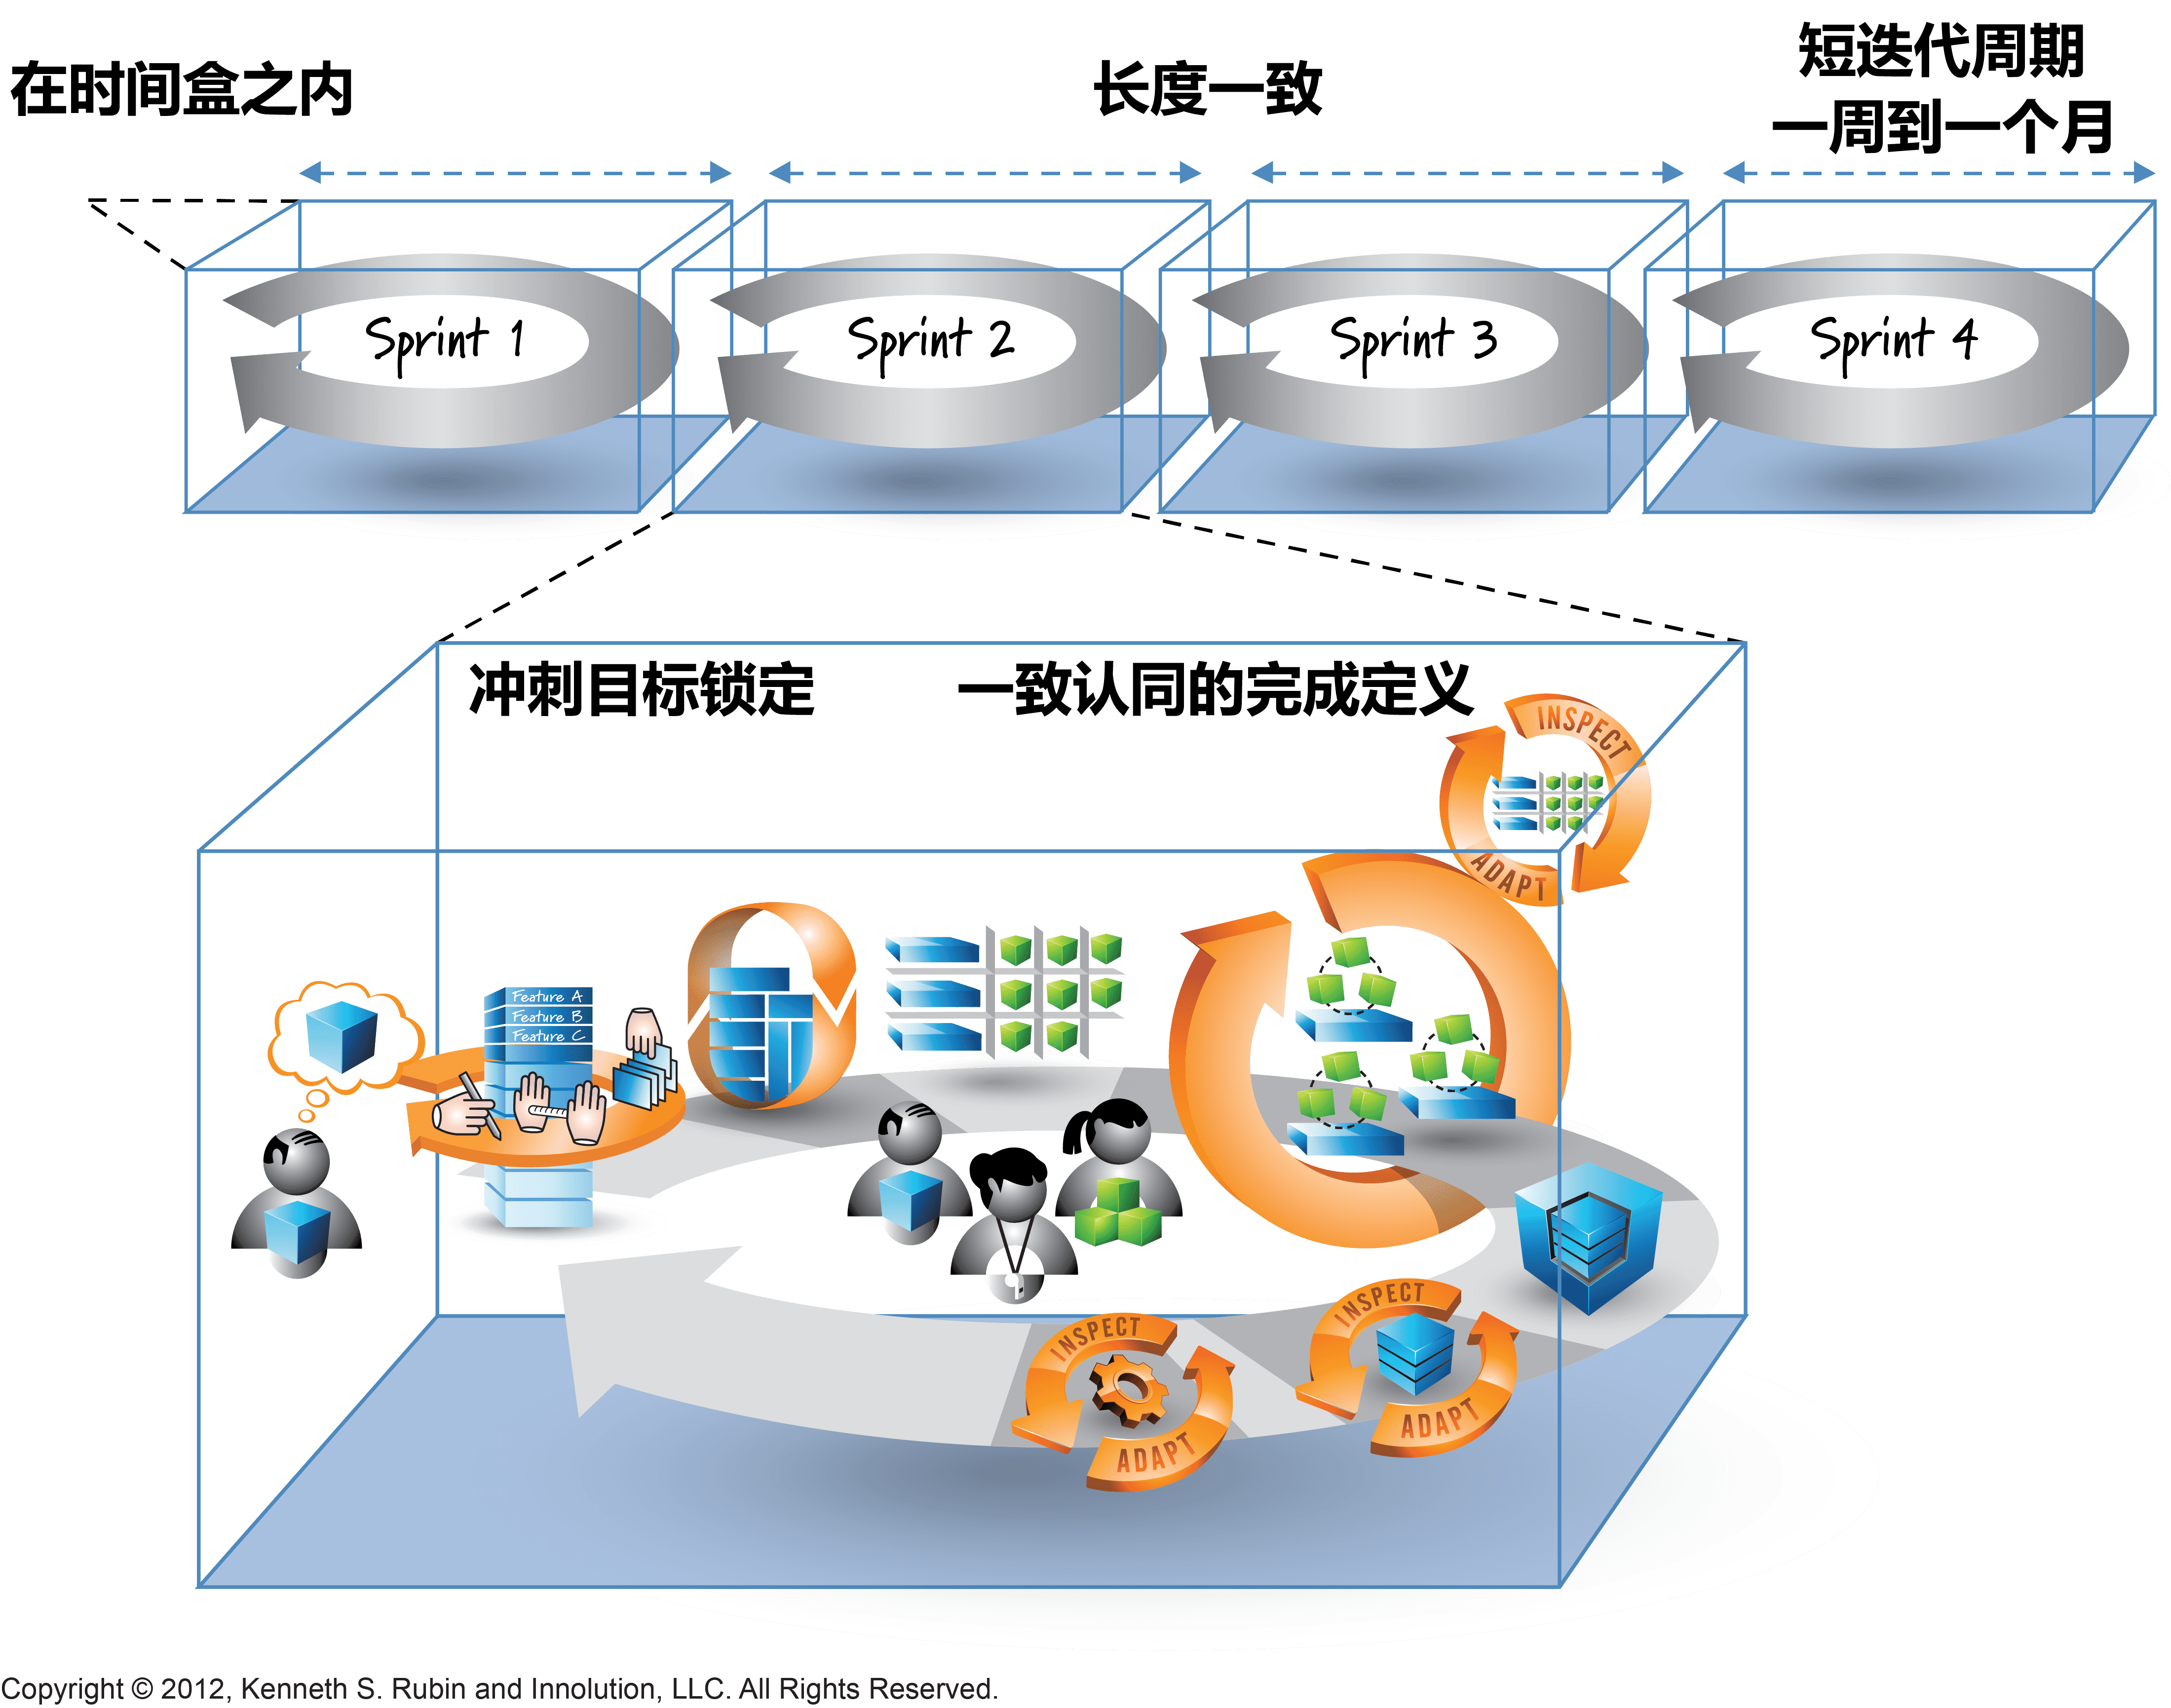 在时间盒之内
长度一致
短迭代周期
一周到一个月
Sprint 1
Sprint 2
Sprint 3
Sprint 4
冲刺目标锁定
一致认同的完成定义
INSPECT
ADAPT
Feature A
Feature B
Feature C
INSPECT
ADAPT
INSPECT
ADAPT
Copyright © 2012, Kenneth S. Rubin and Innolution, LLC. All Rights Reserved.